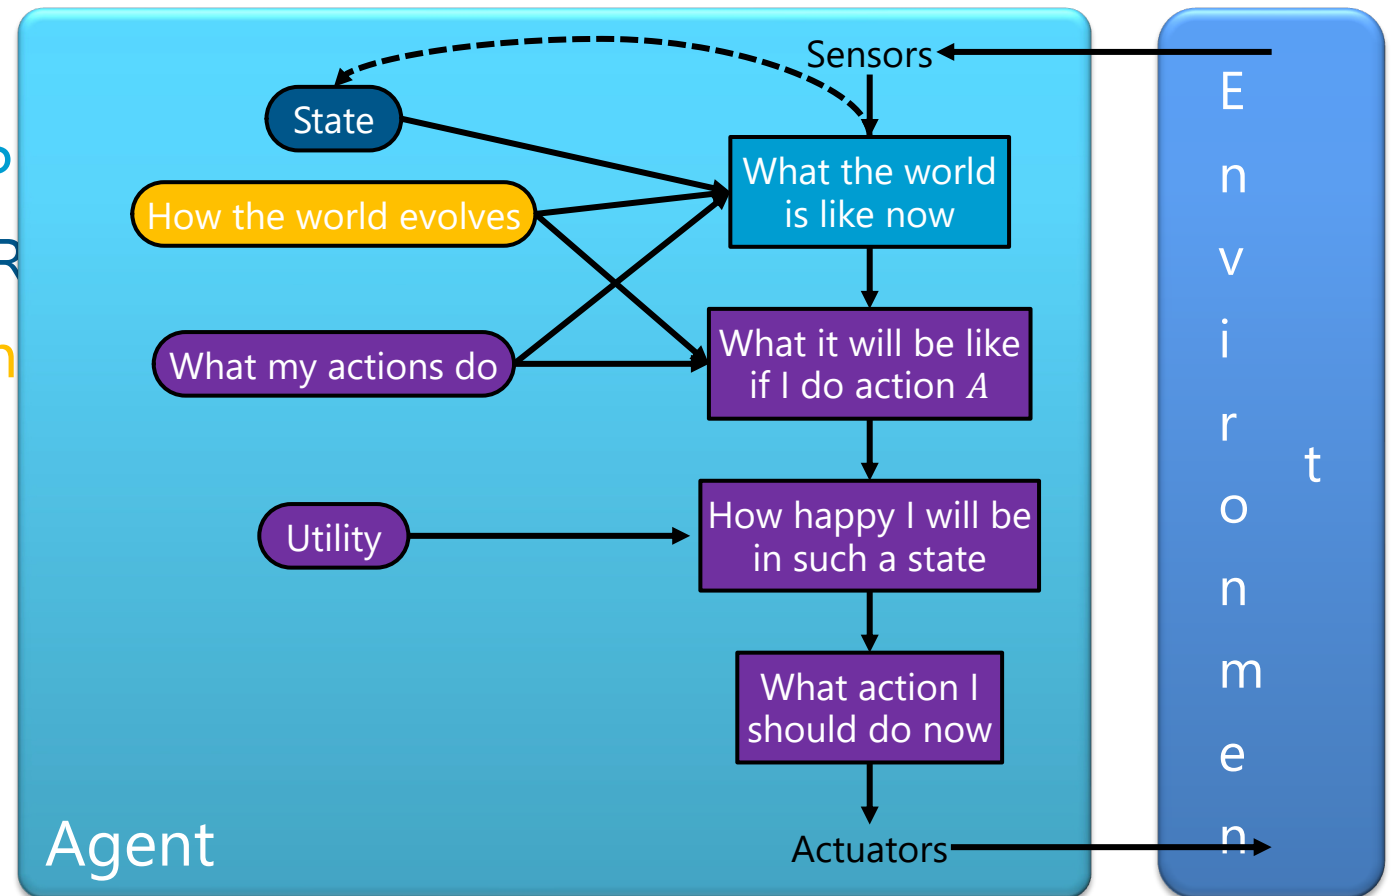 Sensors
State
What the world
is like now
How the world evolves
What it will be like
if I do action A
What my actions do
How happy I will be
in such a state
Utility
What action I
should do now
Actuators
Agent
E
n
v
i
r
o
n
m
e
n
t